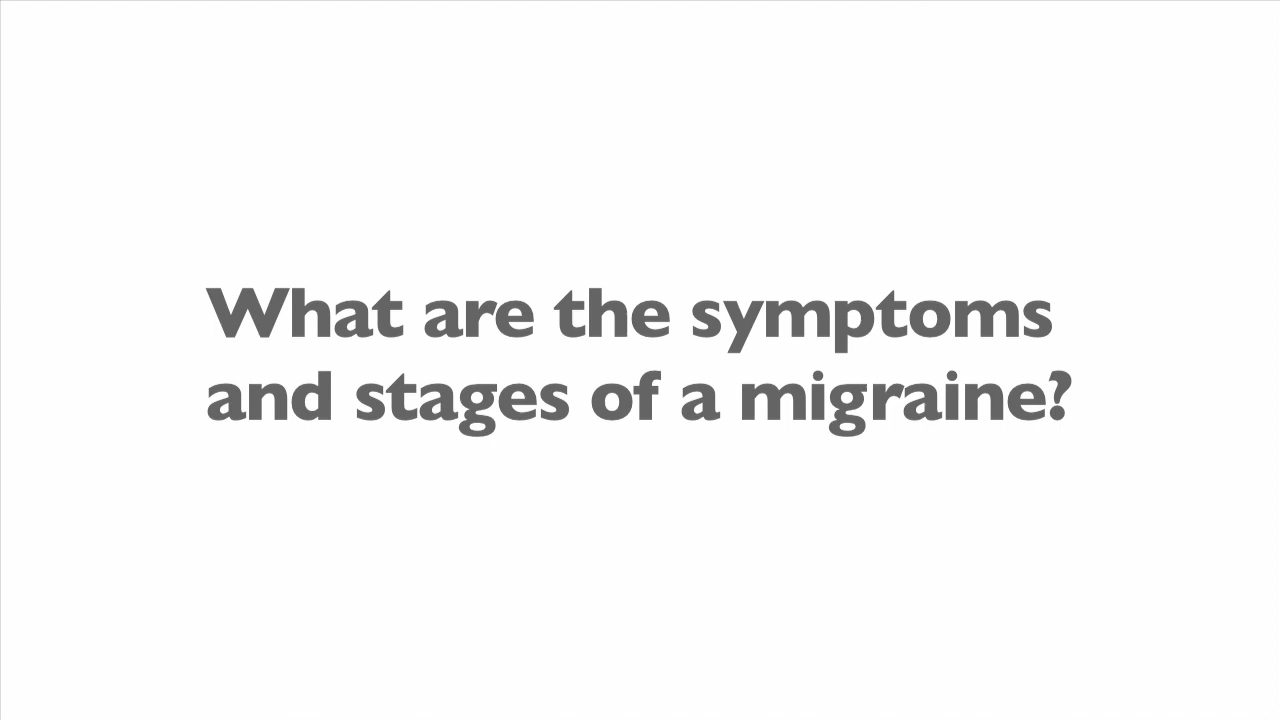 What are the symptoms
and stages of a migraine?